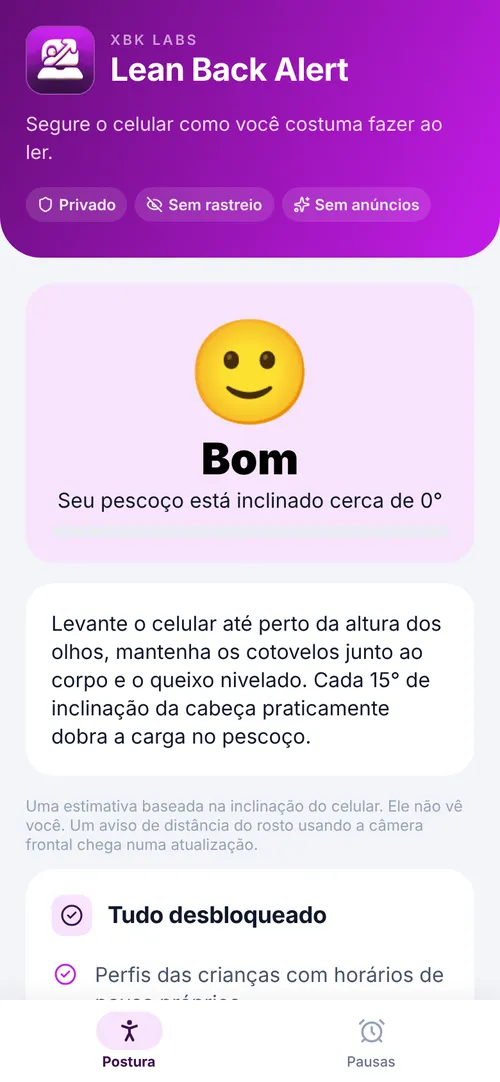 XBK LABS
Lean Back Alert
Segure o celular como você costuma fazer ao
ler.
Privado
Sem rastreio
Sem anúncios
Bom
Seu pescoço está inclinado cerca de 0°
Levante o celular até perto da altura dos
olhos, mantenha os cotovelos junto ao
corpo e o queixo nivelado. Cada 15° de
inclinação da cabeça praticamente
dobra a carga no pescoço.
Uma estimativa baseada na inclinação do celular. Ele não vê
você. Um aviso de distância do rosto usando a câmera
frontal chega numa atualização.
Tudo desbloqueado
Perfis das crianças com horários de
Postura
Pausas